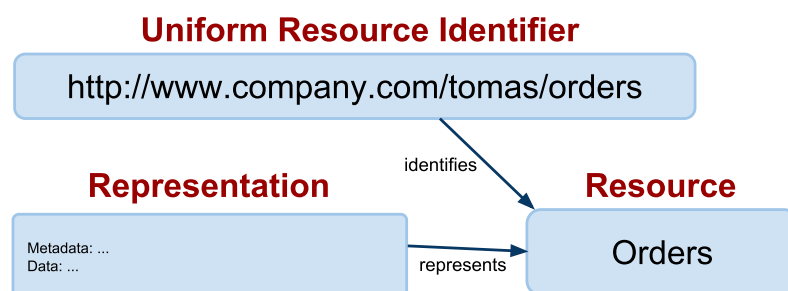 Uniform Resource Identifier
http://www.company.com/tomas/orders
identifies
Representation
Resource
Metadata: ...
Data: ...
represents
Orders